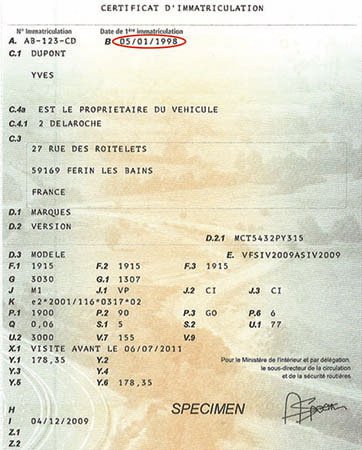 CERTIFICAT D'IMMATRICULATION
N° Immatriculation Date de 1ère immatriculation
A. AB-123-CD B 05/01/1998
C.1 DUPONT
YVES
C.4a EST LE PROPRIETAIRE DU VEHICULE
C.4.1 2 DELAROCHE
C.3
27 RUE DES ROITELETS
59169 FERIN LES BAINS
FRANCE
D.1 MARQUES
D.2 VERSION
D.2.1 MCT5432PY315
D.3 MODELE E. VFSIV2009ASIV2009
F.1 1915 F.2 1915 F.3 1915
G 3030 G.1 1307
J M1 J.1 VP J.2 CI J.3 CI
K e2*2001/116*0317*02
P.1 1900 P.2 90 P.3 GO P.6 6
Q 0,06 S.1 5 S.2 U.1 77
U.2 3000 V.7 155 V.9
X.1 VISITE AVANT LE 06/07/2011
Y.1 178,35 Y.2
Y.3 Y.4
Y.5 Y.6 178,35
Pour le Ministère de l'intérieur et par délégation,
le sous-directeur de la circulation
et de la sécurité routières.
H
SPECIMEN
I 04/12/2009
Z.1
Z.2